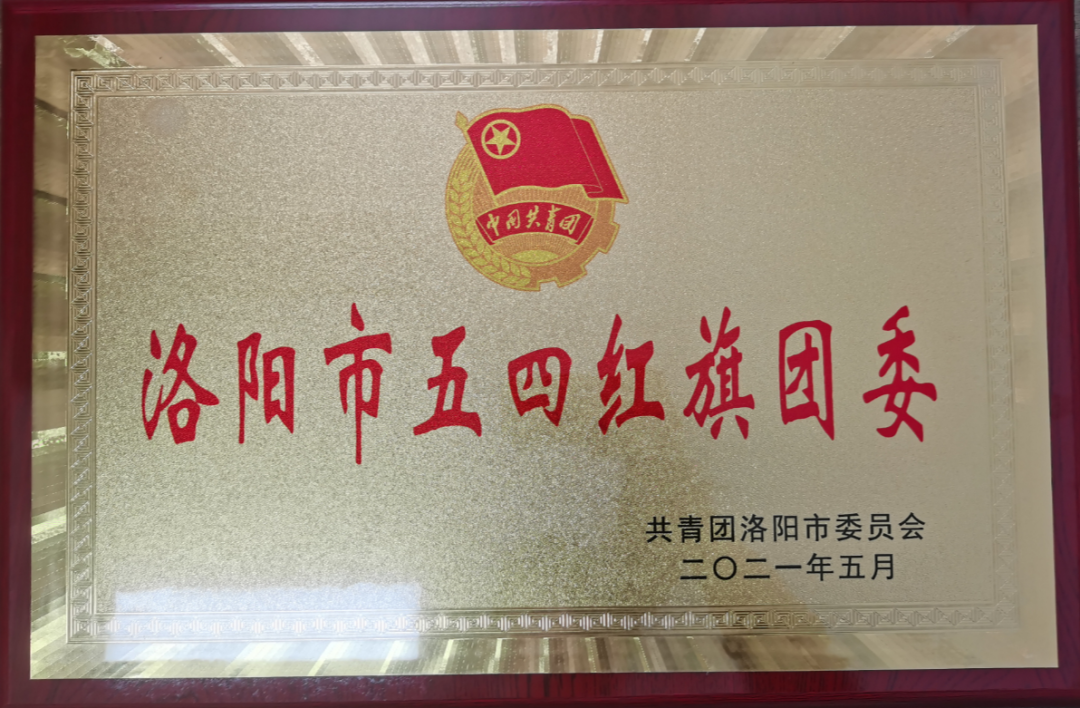 中国共青团
洛阳市五四红旗团委
共青团洛阳市委员会
二〇二一年五月